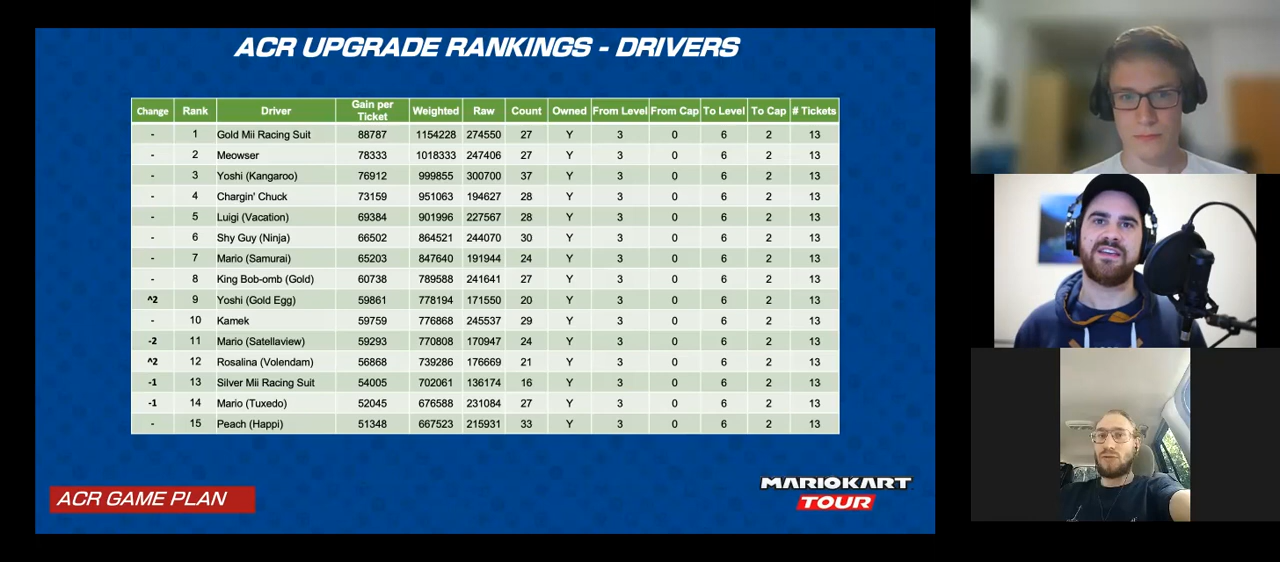 ACR UPGRADE RANKINGS - DRIVERS
Change Rank Driver Gain per Ticket Weighted Raw Count Owned From Level From Cap To Level To Cap # Tickets
- 1 Gold Mii Racing Suit 88787 1154228 274550 27 Y 3 0 6 2 13
- 2 Meowser 78333 1018333 247406 27 Y 3 0 6 2 13
- 3 Yoshi (Kangaroo) 76912 999855 300700 37 Y 3 0 6 2 13
- 4 Chargin' Chuck 73159 951063 194627 28 Y 3 0 6 2 13
- 5 Luigi (Vacation) 69384 901996 227567 28 Y 3 0 6 2 13
- 6 Shy Guy (Ninja) 66502 864521 244070 30 Y 3 0 6 2 13
- 7 Mario (Samurai) 65203 847640 191944 24 Y 3 0 6 2 13
- 8 King Bob-omb (Gold) 60738 789588 241641 27 Y 3 0 6 2 13
^2 9 Yoshi (Gold Egg) 59861 778194 171550 20 Y 3 0 6 2 13
- 10 Kamek 59759 776868 245537 29 Y 3 0 6 2 13
-2 11 Mario (Satellaview) 59293 770808 170947 24 Y 3 0 6 2 13
^2 12 Rosalina (Volendam) 56868 739286 176669 21 Y 3 0 6 2 13
-1 13 Silver Mii Racing Suit 54005 702061 136174 16 Y 3 0 6 2 13
-1 14 Mario (Tuxedo) 52045 676588 231084 27 Y 3 0 6 2 13
- 15 Peach (Happi) 51348 667523 215931 33 Y 3 0 6 2 13
ACR GAME PLAN
MARIOKART
TOUR